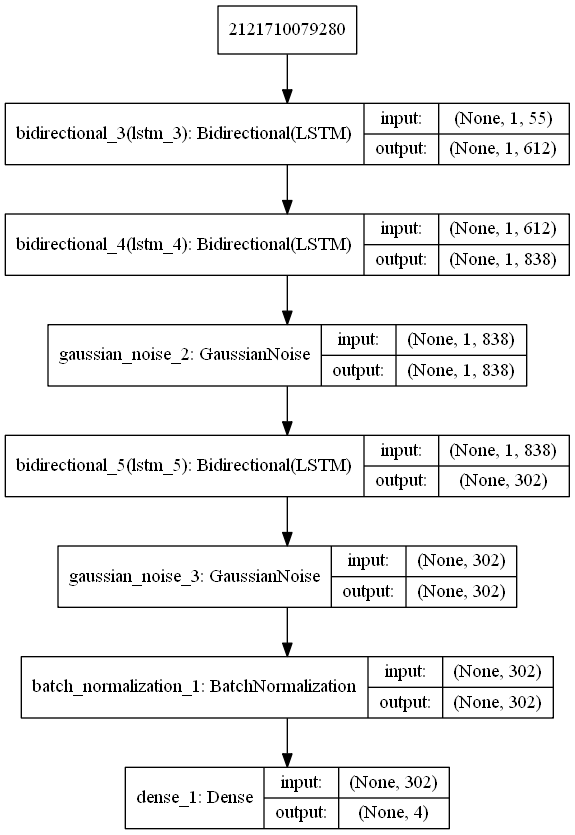 2121710079280
bidirectional_3(lstm_3): Bidirectional(LSTM)
input:
(None, 1, 55)
output:
(None, 1, 612)
bidirectional_4(lstm_4): Bidirectional(LSTM)
input:
(None, 1, 612)
output:
(None, 1, 838)
gaussian_noise_2: GaussianNoise
input:
(None, 1, 838)
output:
(None, 1, 838)
bidirectional_5(lstm_5): Bidirectional(LSTM)
input:
(None, 1, 838)
output:
(None, 302)
gaussian_noise_3: GaussianNoise
input:
(None, 302)
output:
(None, 302)
batch_normalization_1: BatchNormalization
input:
(None, 302)
output:
(None, 302)
dense_1: Dense
input:
(None, 302)
output:
(None, 4)